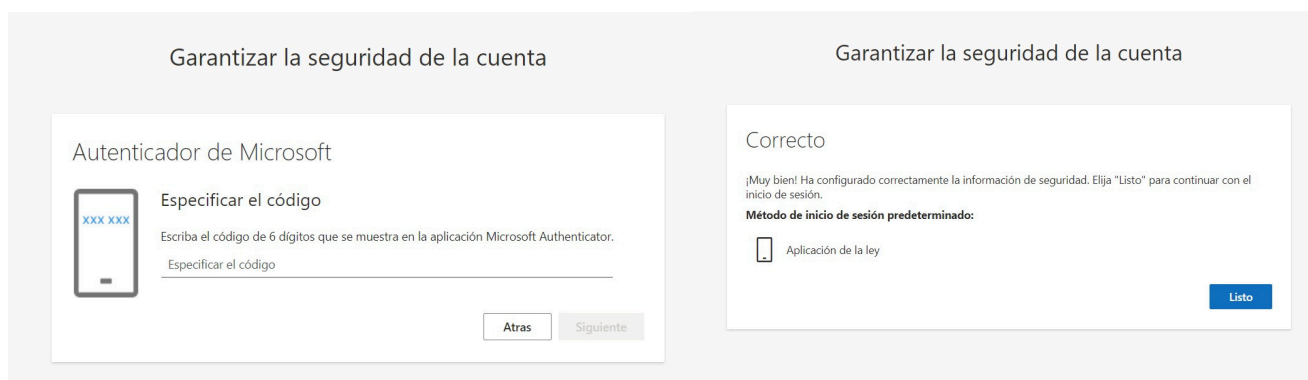 Garantizar la seguridad de la cuenta
Autenticador de Microsoft
xxx xxx
Especificar el código
Escriba el código de 6 dígitos que se muestra en la aplicación Microsoft Authenticator.
Especificar el código
Atras
Siguiente
Garantizar la seguridad de la cuenta
Correcto
¡Muy bien! Ha configurado correctamente la información de seguridad. Elija "Listo" para continuar con el
inicio de sesión.
Método de inicio de sesión predeterminado:
Aplicación de la ley
Listo